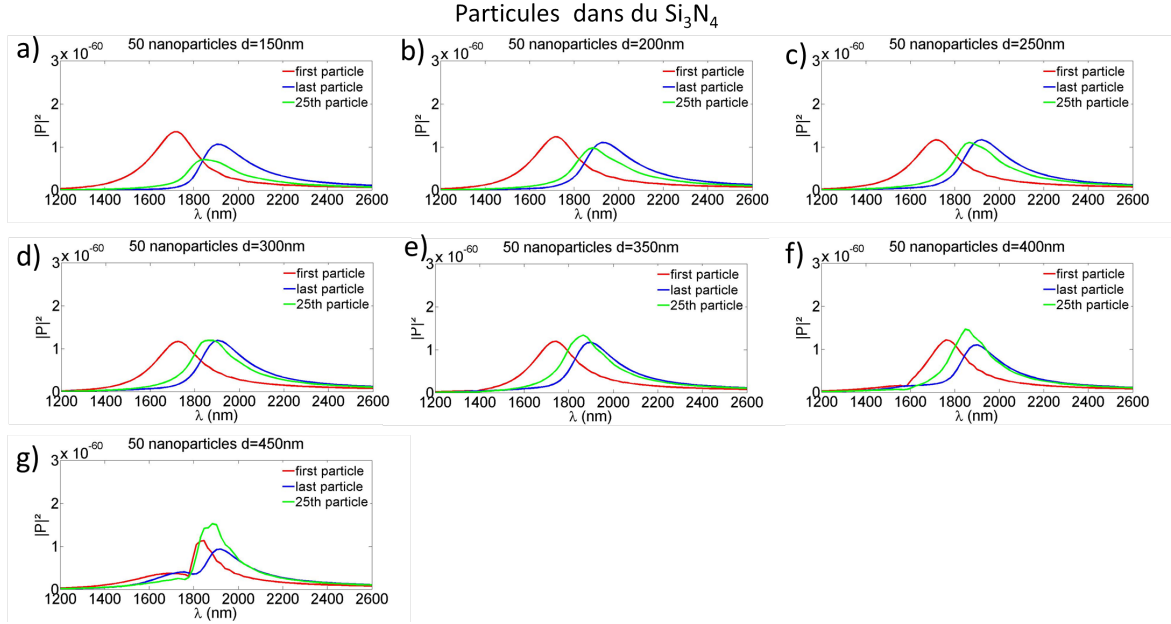 Particules dans du Si₃N₄
a)
50 nanoparticles d=150nm
3 x 10⁻⁶⁰
first particle
last particle
25th particle
2
1
0
|P|²
1200 1400 1600 1800 2000 2200 2400 2600
λ (nm)
b)
50 nanoparticles d=200nm
3 x 10⁻⁶⁰
first particle
last particle
25th particle
2
1
0
|P|²
1200 1400 1600 1800 2000 2200 2400 2600
λ (nm)
c)
50 nanoparticles d=250nm
3 x 10⁻⁶⁰
first particle
last particle
25th particle
2
1
0
|P|²
1200 1400 1600 1800 2000 2200 2400 2600
λ (nm)
d)
50 nanoparticles d=300nm
3 x 10⁻⁶⁰
first particle
last particle
25th particle
2
1
0
|P|²
1200 1400 1600 1800 2000 2200 2400 2600
λ (nm)
e)
50 nanoparticles d=350nm
3 x 10⁻⁶⁰
first particle
last particle
25th particle
2
1
0
|P|²
1200 1400 1600 1800 2000 2200 2400 2600
λ (nm)
f)
50 nanoparticles d=400nm
3 x 10⁻⁶⁰
first particle
last particle
25th particle
2
1
0
|P|²
1200 1400 1600 1800 2000 2200 2400 2600
λ (nm)
g)
50 nanoparticles d=450nm
3 x 10⁻⁶⁰
first particle
last particle
25th particle
2
1
0
|P|²
1200 1400 1600 1800 2000 2200 2400 2600
λ (nm)